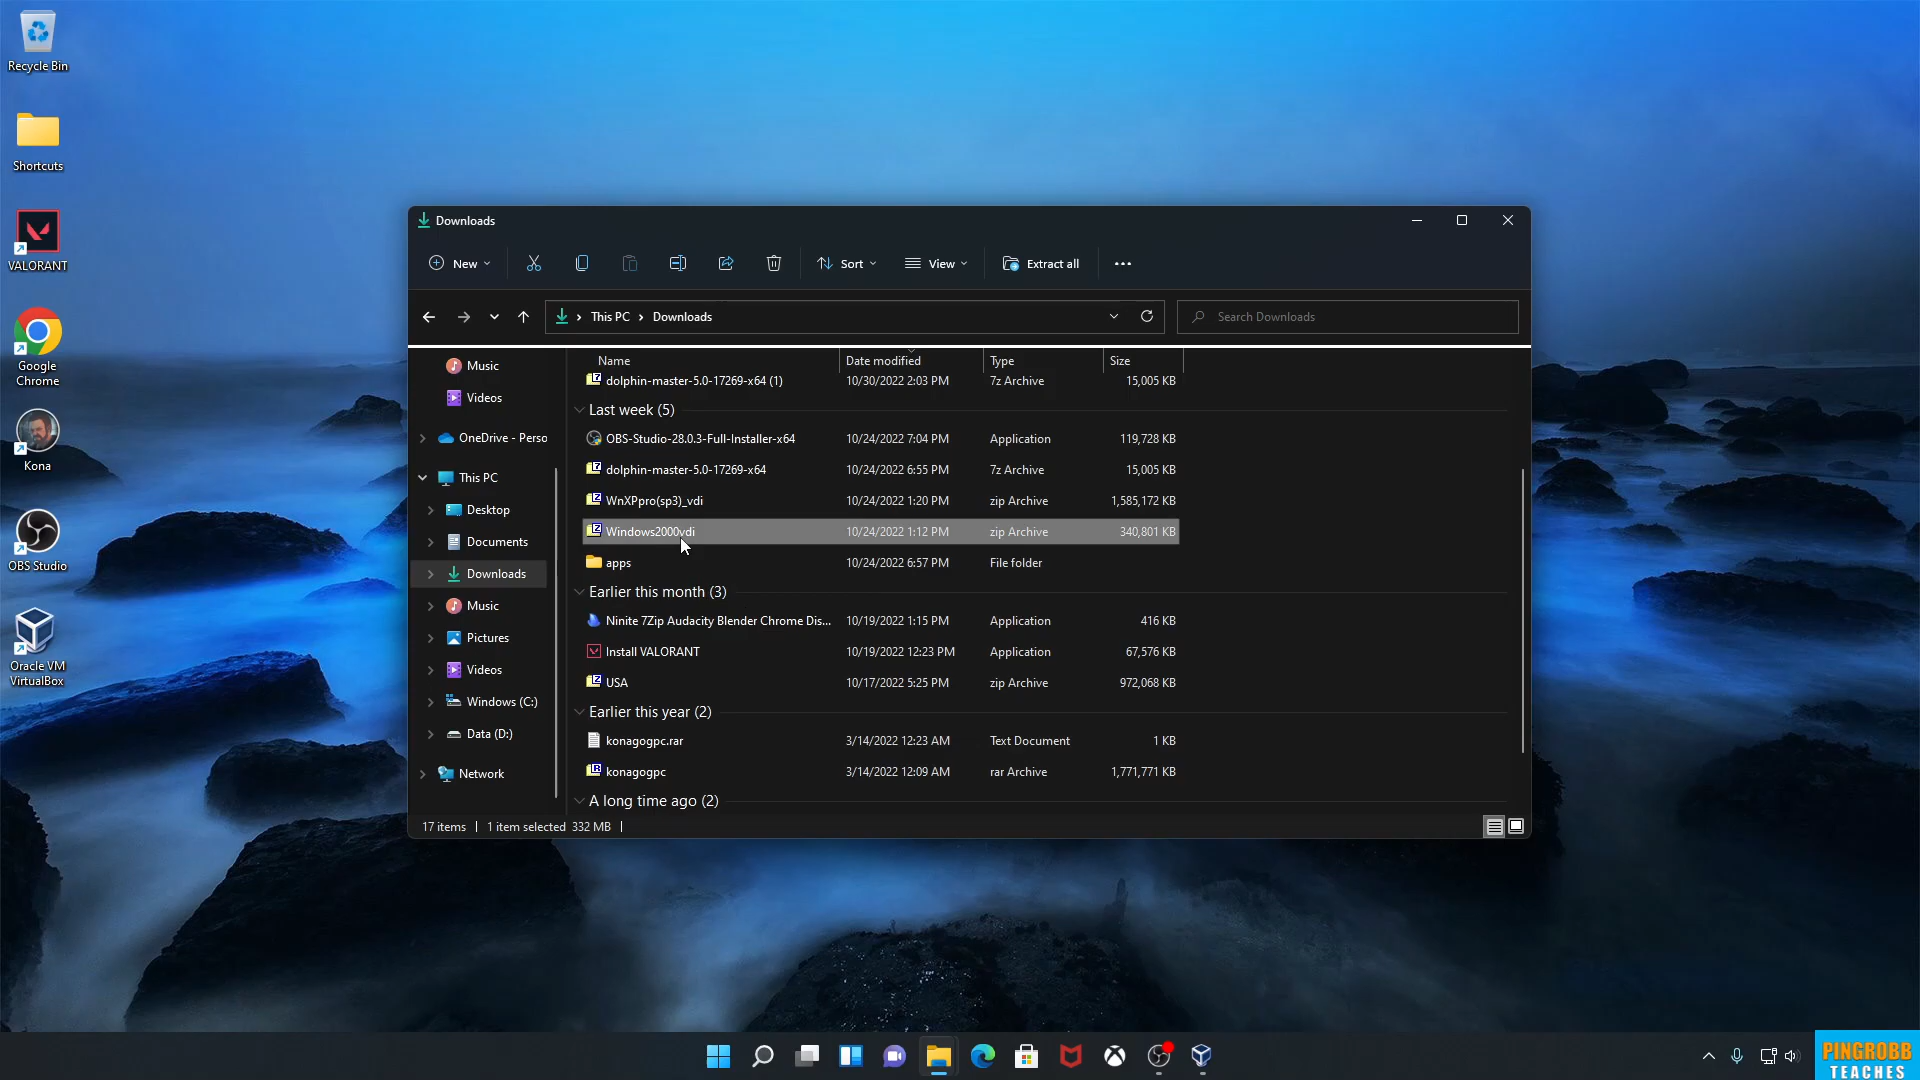 Recycle Bin
Shortcuts
VALORANT
Google
Chrome
Kona
OBS Studio
Oracle VM
VirtualBox
Downloads
New
Sort
View
Extract all
This PC > Downloads
Search Downloads
Music
Videos
OneDrive - Perso
This PC
Desktop
Documents
Downloads
Music
Pictures
Videos
Windows (C:)
Data (D:)
Network
Name Date modified Type Size
dolphin-master-5.0-17269-x64 (1) 10/30/2022 2:03 PM 7z Archive 15,005 KB
Last week (5)
OBS-Studio-28.0.3-Full-Installer-x64 10/24/2022 7:04 PM Application 119,728 KB
dolphin-master-5.0-17269-x64 10/24/2022 6:55 PM 7z Archive 15,005 KB
WnXPpro(sp3)_vdi 10/24/2022 1:20 PM zip Archive 1,585,172 KB
Windows2000vdi 10/24/2022 1:12 PM zip Archive 340,801 KB
apps 10/24/2022 6:57 PM File folder
Earlier this month (3)
Ninite 7Zip Audacity Blender Chrome Dis... 10/19/2022 1:15 PM Application 416 KB
Install VALORANT 10/19/2022 12:23 PM Application 67,576 KB
USA 10/17/2022 5:25 PM zip Archive 972,068 KB
Earlier this year (2)
konagogpc.rar 3/14/2022 12:23 AM Text Document 1 KB
konagogpc 3/14/2022 12:09 AM rar Archive 1,771,771 KB
A long time ago (2)
17 items | 1 item selected 332 MB |
PINGROBB
TEACHES